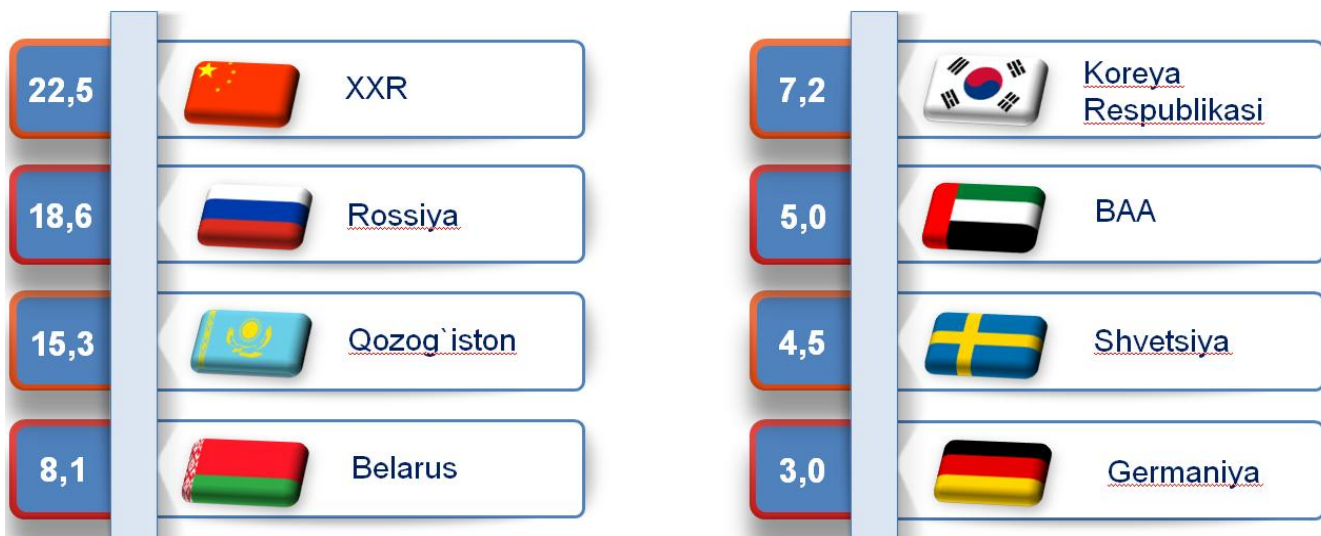 22,5
XXR
18,6
Rossiya
15,3
Qozog`iston
8,1
Belarus
7,2
Koreya
Respublikasi
5,0
BAA
4,5
Shvetsiya
3,0
Germaniya